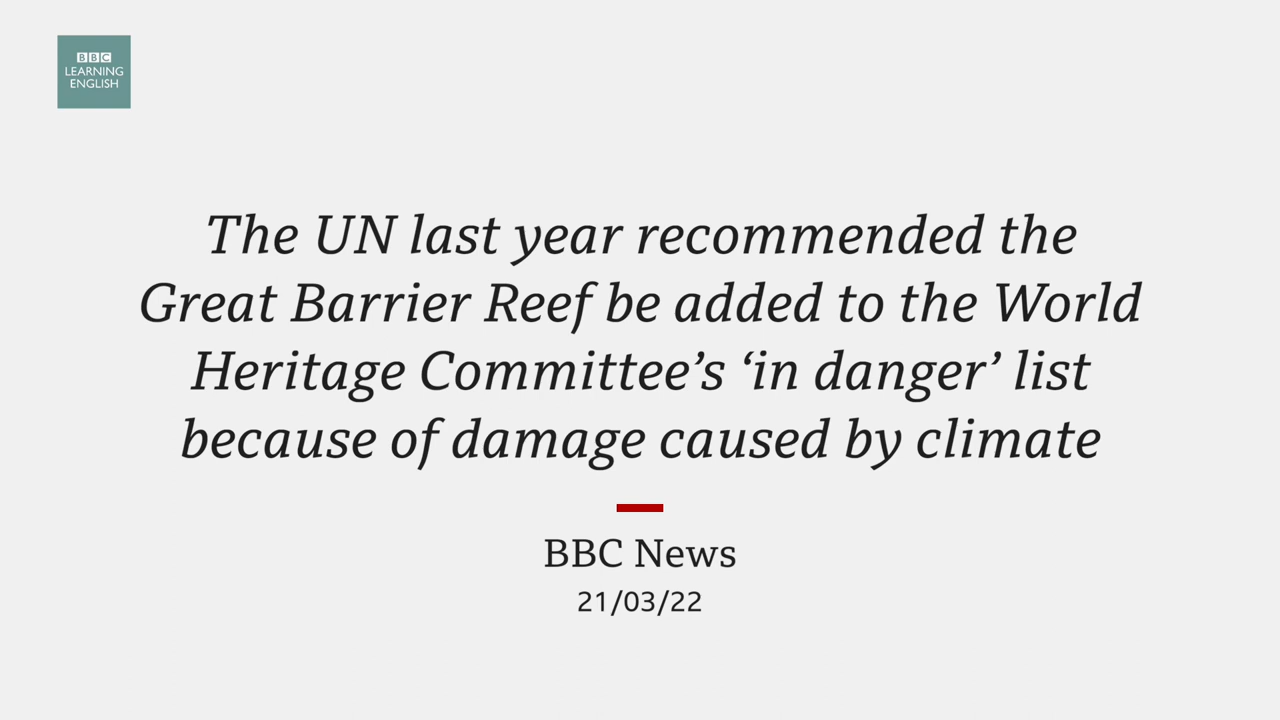 BBC
LEARNING
ENGLISH
The UN last year recommended the
Great Barrier Reef be added to the World
Heritage Committee’s ‘in danger’ list
because of damage caused by climate
BBC News
21/03/22